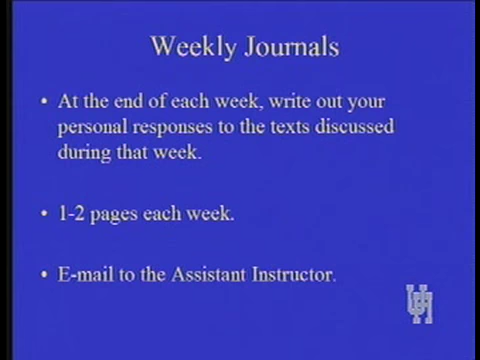 Weekly Journals
• At the end of each week, write out your
personal responses to the texts discussed
during that week.
• 1-2 pages each week.
• E-mail to the Assistant Instructor.
UH